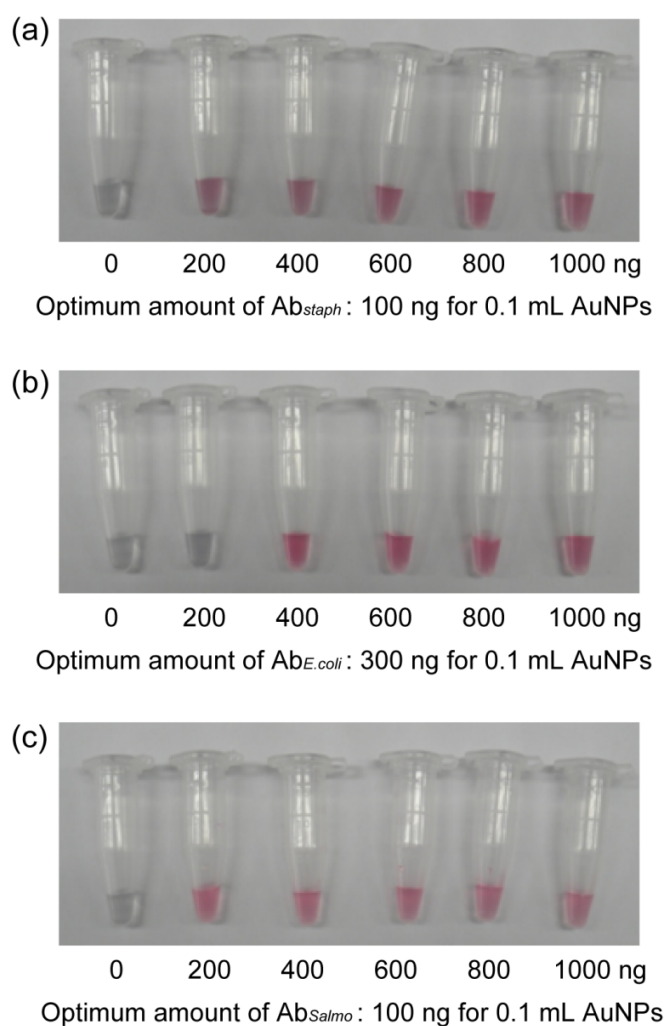 (a)
0 200 400 600 800 1000 ng
Optimum amount of Abstaph : 100 ng for 0.1 mL AuNPs
(b)
0 200 400 600 800 1000 ng
Optimum amount of AbE.coli : 300 ng for 0.1 mL AuNPs
(c)
0 200 400 600 800 1000 ng
Optimum amount of AbSalmo : 100 ng for 0.1 mL AuNPs